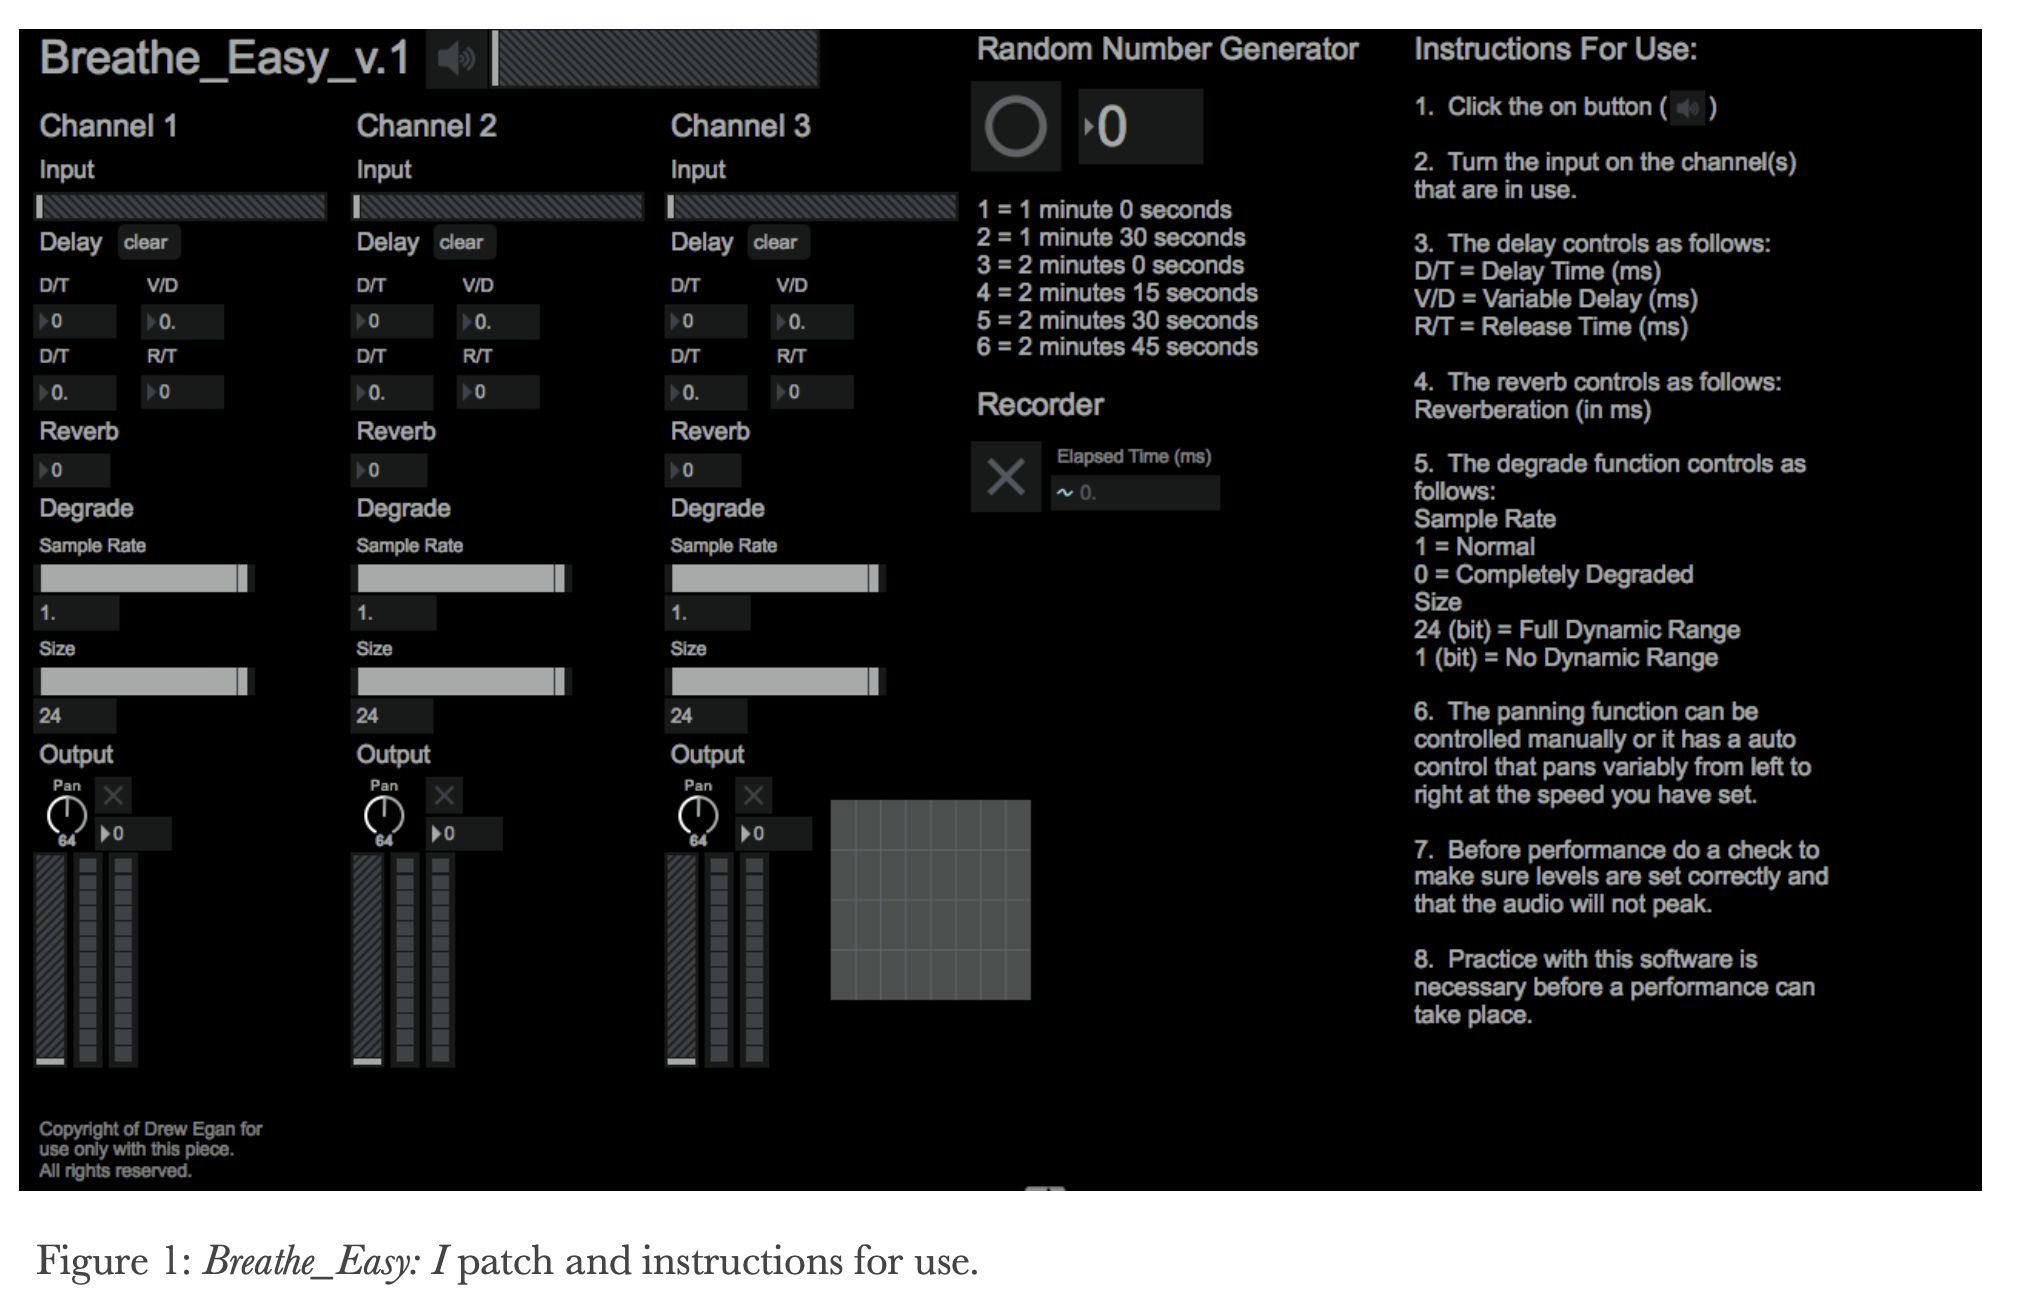 Breathe_Easy_v.1
Channel 1
Input
Delay clear
D/T V/D
0 0.
D/T R/T
0. 0
Reverb
0
Degrade
Sample Rate
1.
Size
24
Output
Pan
64
0
Channel 2
Input
Delay clear
D/T V/D
0 0.
D/T R/T
0. 0
Reverb
0
Degrade
Sample Rate
1.
Size
24
Output
Pan
64
0
Channel 3
Input
Delay clear
D/T V/D
0 0.
D/T R/T
0. 0
Reverb
0
Degrade
Sample Rate
1.
Size
24
Output
Pan
64
0
Copyright of Drew Egan for
use only with this piece.
All rights reserved.
Random Number Generator
0
1 = 1 minute 0 seconds
2 = 1 minute 30 seconds
3 = 2 minutes 0 seconds
4 = 2 minutes 15 seconds
5 = 2 minutes 30 seconds
6 = 2 minutes 45 seconds
Recorder
Elapsed Time (ms)
~ 0.
Instructions For Use:
1. Click the on button ( )
2. Turn the input on the channel(s)
that are in use.
3. The delay controls as follows:
D/T = Delay Time (ms)
V/D = Variable Delay (ms)
R/T = Release Time (ms)
4. The reverb controls as follows:
Reverberation (in ms)
5. The degrade function controls as
follows:
Sample Rate
1 = Normal
0 = Completely Degraded
Size
24 (bit) = Full Dynamic Range
1 (bit) = No Dynamic Range
6. The panning function can be
controlled manually or it has a auto
control that pans variably from left to
right at the speed you have set.
7. Before performance do a check to
make sure levels are set correctly and
that the audio will not peak.
8. Practice with this software is
necessary before a performance can
take place.
Figure 1: Breathe_Easy: I patch and instructions for use.